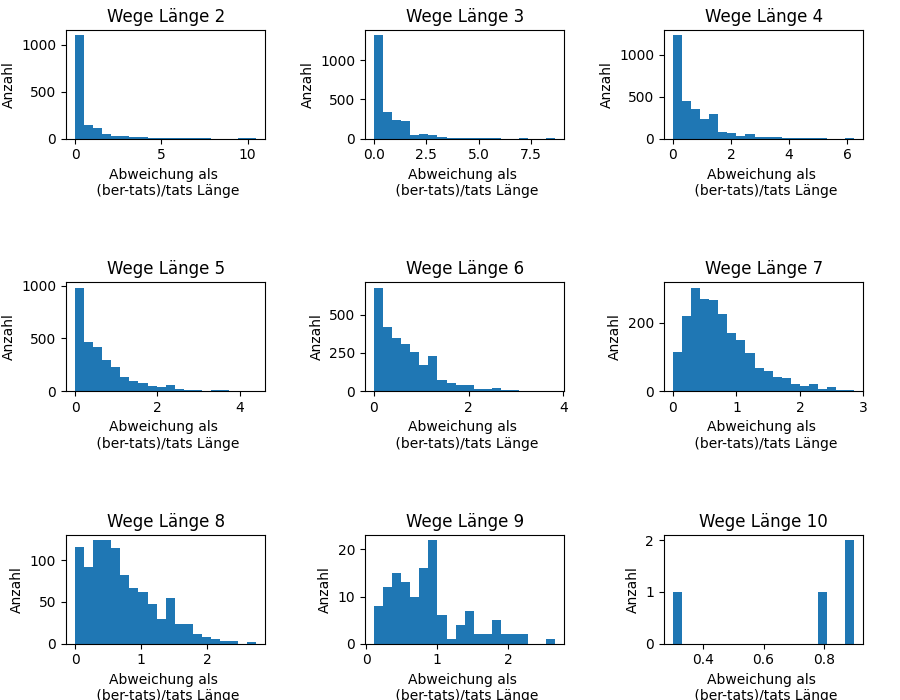 Wege Länge 2
Wege Länge 3
Wege Länge 4
Anzahl
1000
500
0
0
5
10
Abweichung als
(ber-tats)/tats Länge
Anzahl
1000
500
0
0.0
2.5
5.0
7.5
Abweichung als
(ber-tats)/tats Länge
Anzahl
1000
500
0
0
2
4
6
Abweichung als
(ber-tats)/tats Länge
Wege Länge 5
Wege Länge 6
Wege Länge 7
Anzahl
1000
500
0
0
2
4
Abweichung als
(ber-tats)/tats Länge
Anzahl
500
250
0
0
2
4
Abweichung als
(ber-tats)/tats Länge
Anzahl
200
0
0
1
2
3
Abweichung als
(ber-tats)/tats Länge
Wege Länge 8
Wege Länge 9
Wege Länge 10
Anzahl
100
50
0
0
1
2
Abweichung als
(ber-tats)/tats Länge
Anzahl
20
10
0
0
1
2
Abweichung als
(ber-tats)/tats Länge
Anzahl
2
1
0
0.4
0.6
0.8
Abweichung als
(ber-tats)/tats Länge